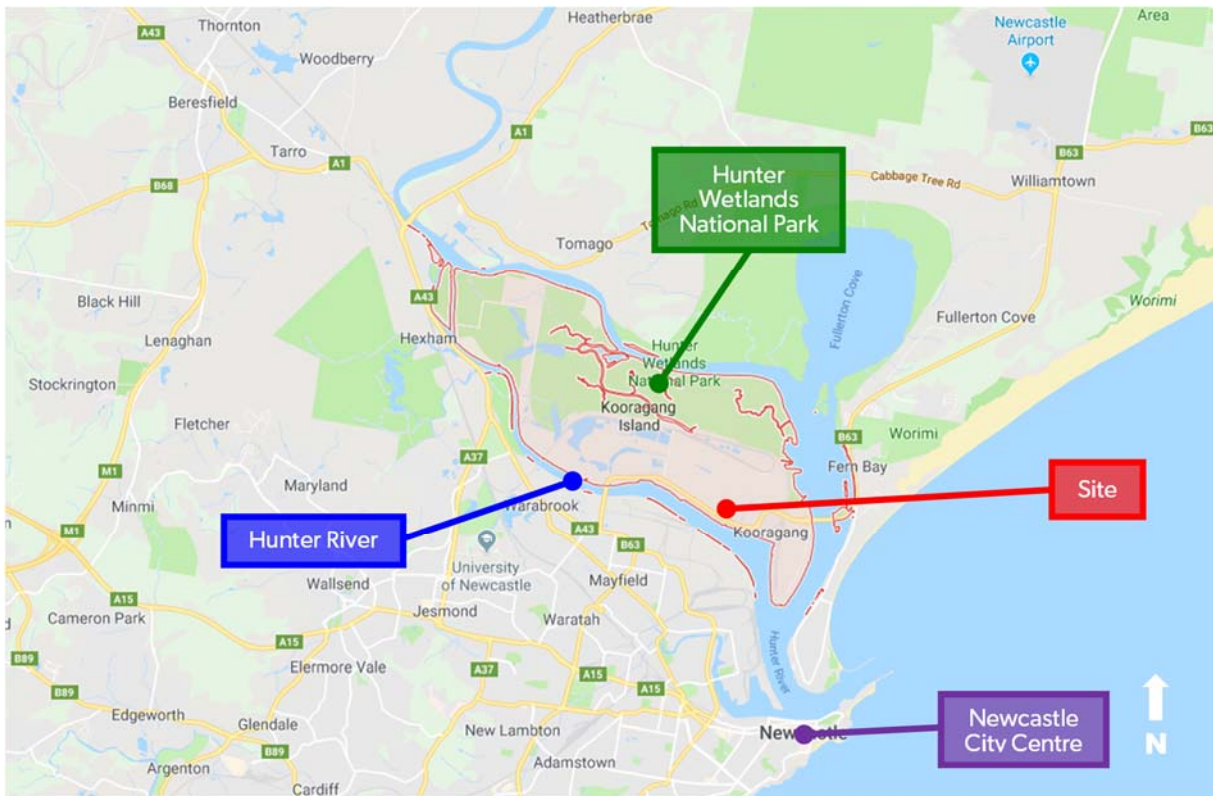 Heatherbrae
Area
A43
Thornton
Newcastle
Airport
Woodberry
Beresfield
A1
B63
Tarro
A1
B63
Hunter
Wetlands
National Park
B68
Cabbage Tree Rd
Williamtown
Tomago Rd
Tomago
Fullerton Cove
Black Hill
A43
Worimi
Fullerton Cove
Hexham
Lenaghan
Hunter
Wetlands
National Park
Stockrington
Kooragang
Island
Fletcher
Worimi
B63
A37
Fern Bay
M1
Maryland
Site
Minmi
Warabrook
M1
A43
Kooragang
Hunter River
B63
University
of Newcastle
Mayfield
Wallsend
A15
Jesmond
Cameron Park
Waratah
A15
Hunter River
B89
Elmore Vale
A37
A15
B89
Edgeworth
Glendale
New Lambton
Newcastle
Newcastle
City Centre
N
Argenton
Adamstown
Cardiff